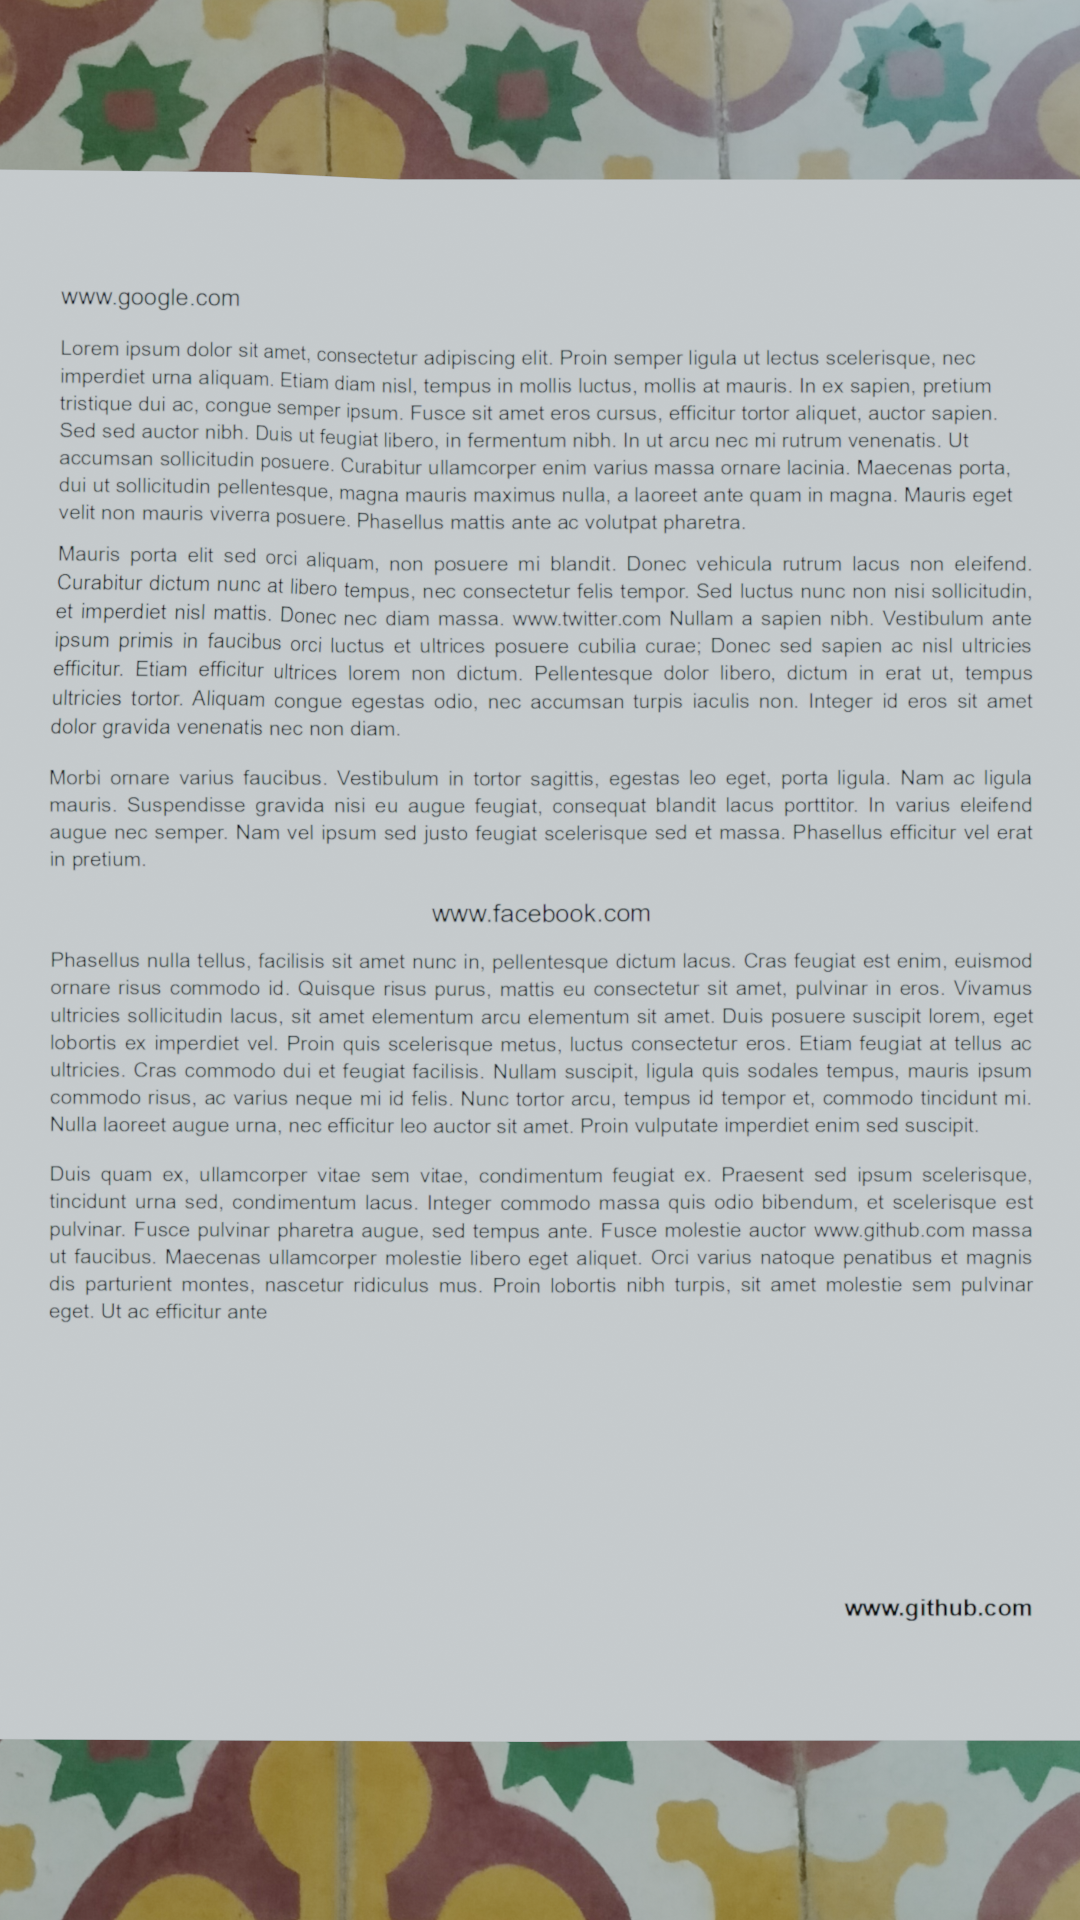 www.google.com
Lorem ipsum dolor sit amet, consectetur adipiscing elit. Proin semper ligula ut lectus scelerisque, nec
imperdiet urna aliquam. Etiam diam nisl, tempus in mollis luctus, mollis at mauris. In ex sapien, pretium
tristique dui ac, congue semper ipsum. Fusce sit amet eros cursus, efficitur tortor aliquet, auctor sapien.
Sed sed auctor nibh. Duis ut feugiat libero, in fermentum nibh. In ut arcu nec mi rutrum venenatis. Ut
accumsan sollicitudin posuere. Curabitur ullamcorper enim varius massa ornare lacinia. Maecenas porta,
dui ut sollicitudin pellentesque, magna mauris maximus nulla, a laoreet ante quam in magna. Mauris eget
velit non mauris viverra posuere. Phasellus mattis ante ac volutpat pharetra.
Mauris porta elit sed orci aliquam, non posuere mi blandit. Donec vehicula rutrum lacus non eleifend.
Curabitur dictum nunc at libero tempus, nec consectetur felis tempor. Sed luctus nunc non nisi sollicitudin,
et imperdiet nisl mattis. Donec nec diam massa. www.twitter.com Nullam a sapien nibh. Vestibulum ante
ipsum primis in faucibus orci luctus et ultrices posuere cubilia curae; Donec sed sapien ac nisl ultricies
efficitur. Etiam efficitur ultrices lorem non dictum. Pellentesque dolor libero, dictum in erat ut, tempus
ultricies tortor. Aliquam congue egestas odio, nec accumsan turpis iaculis non. Integer id eros sit amet
dolor gravida venenatis nec non diam.
Morbi ornare varius faucibus. Vestibulum in tortor sagittis, egestas leo eget, porta ligula. Nam ac ligula
mauris. Suspendisse gravida nisi eu augue feugiat, consequat blandit lacus porttitor. In varius eleifend
augue nec semper. Nam vel ipsum sed justo feugiat scelerisque sed et massa. Phasellus efficitur vel erat
in pretium.
www.facebook.com
Phasellus nulla tellus, facilisis sit amet nunc in, pellentesque dictum lacus. Cras feugiat est enim, euismod
ornare risus commodo id. Quisque risus purus, mattis eu consectetur sit amet, pulvinar in eros. Vivamus
ultricies sollicitudin lacus, sit amet elementum arcu elementum sit amet. Duis posuere suscipit lorem, eget
lobortis ex imperdiet vel. Proin quis scelerisque metus, luctus consectetur eros. Etiam feugiat at tellus ac
ultricies. Cras commodo dui et feugiat facilisis. Nullam suscipit, ligula quis sodales tempus, mauris ipsum
commodo risus, ac varius neque mi id felis. Nunc tortor arcu, tempus id tempor et, commodo tincidunt mi.
Nulla laoreet augue urna, nec efficitur leo auctor sit amet. Proin vulputate imperdiet enim sed suscipit.
Duis quam ex, ullamcorper vitae sem vitae, condimentum feugiat ex. Praesent sed ipsum scelerisque,
tincidunt urna sed, condimentum lacus. Integer commodo massa quis odio bibendum, et scelerisque est
pulvinar. Fusce pulvinar pharetra augue, sed tempus ante. Fusce molestie auctor www.github.com massa
ut faucibus. Maecenas ullamcorper molestie libero eget aliquet. Orci varius natoque penatibus et magnis
dis parturient montes, nascetur ridiculus mus. Proin lobortis nibh turpis, sit amet molestie sem pulvinar
eget. Ut ac efficitur ante
www.github.com